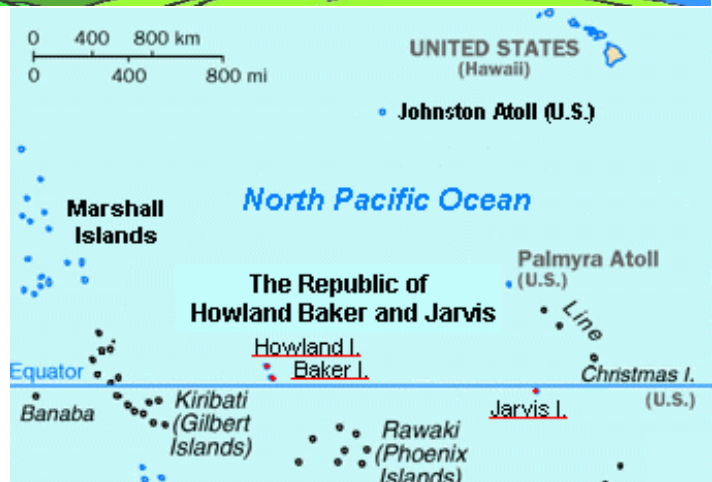 0 400 800 km
0 400 800 mi
UNITED STATES
(Hawaii)
Johnston Atoll (U.S.)
North Pacific Ocean
Marshall
Islands
Palmyra Atoll
(U.S.)
The Republic of
Howland Baker and Jarvis
Line
Howland I.
Baker I.
Equator
Christmas I.
(U.S.)
Banaba
Kiribati
(Gilbert
Islands)
Jarvis I.
Rawaki
(Phoenix
Islands)